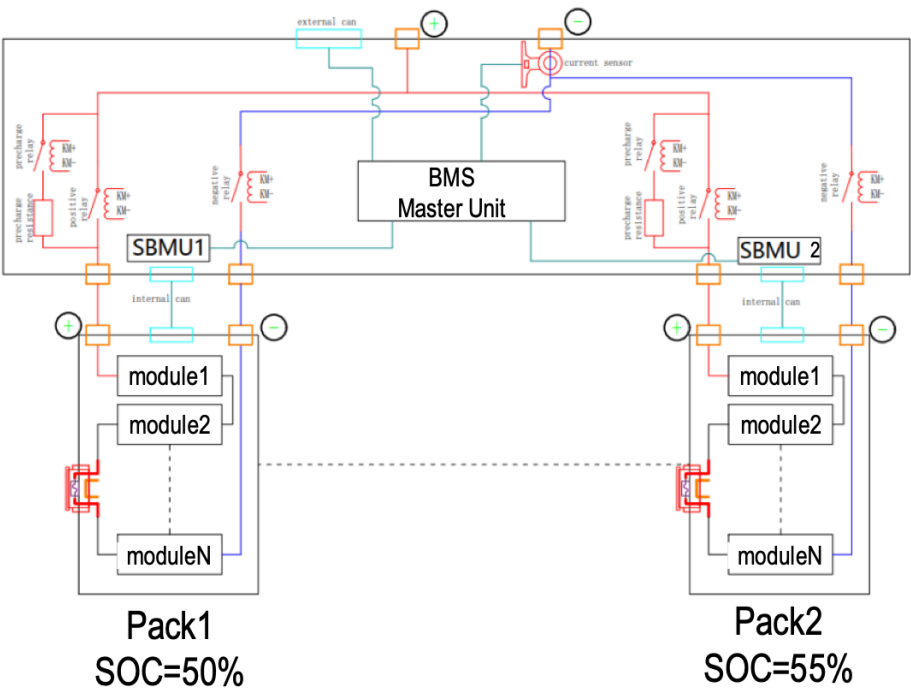 external can
+
-
current sensor
precharge
relay
KM+
KM-
precharge
resistance
positive
relay
KM+
KM-
negative
relay
KM+
KM-
BMS
Master Unit
precharge
relay
KM+
KM-
precharge
resistance
positive
relay
KM+
KM-
negative
relay
KM+
KM-
SBMU1
SBMU 2
internal can
internal can
+
-
+
-
module1
module2
moduleN
module1
module2
moduleN
Pack1
SOC=50%
Pack2
SOC=55%